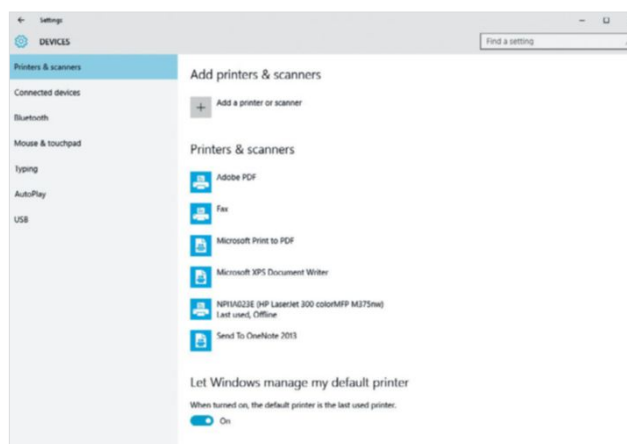 Settings
DEVICES
Find a setting
Printers & scanners
Connected devices
Bluetooth
Mouse & touchpad
Typing
AutoPlay
USB
Add printers & scanners
Add a printer or scanner
Printers & scanners
Adobe PDF
Fax
Microsoft Print to PDF
Microsoft XPS Document Writer
(HP LaserJet 300 colorMFP M375nw)
Last used, Offline
Send To OneNote 2013
Let Windows manage my default printer
When turned on, the default printer is the last used printer.
On